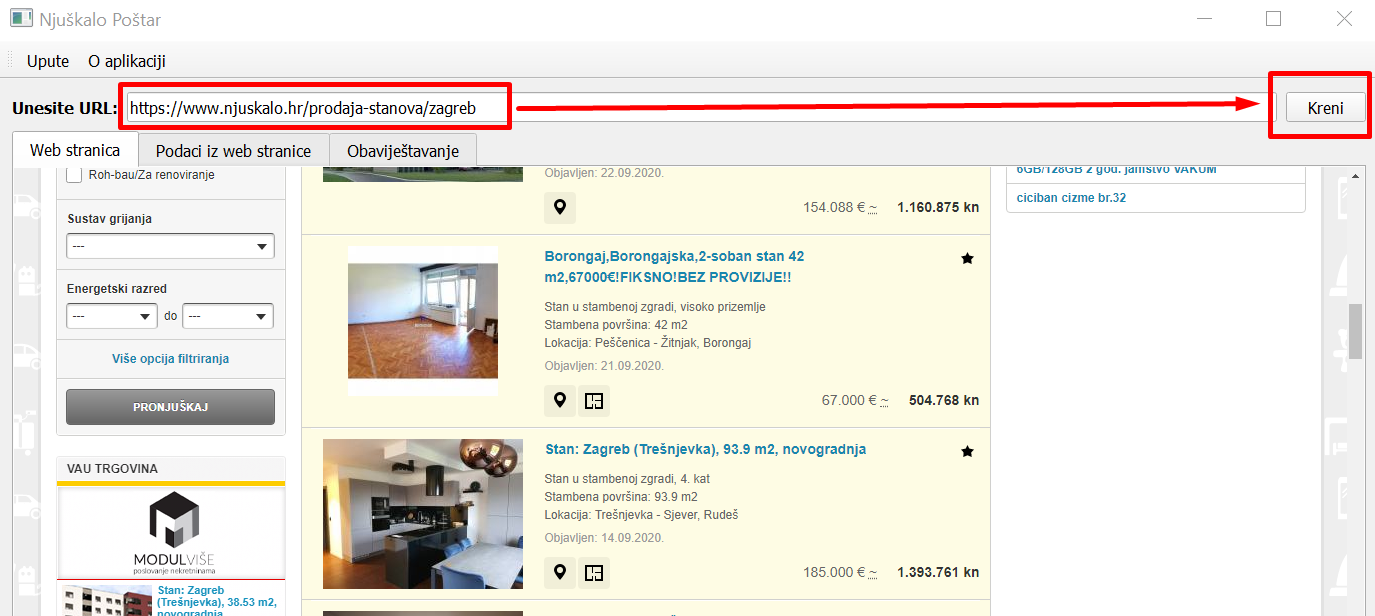 Njuškalo Poštar
Upute O aplikaciji
Unesite URL: https://www.njuskalo.hr/prodaja-stanova/zagreb Kreni
Web stranica Podaci iz web stranice Obaviještavanje
Roh-bau/Za renoviranje
Sustav grijanja
---
Energetski razred
--- do ---
Više opcija filtriranja
PRONJUŠKAJ
VAU TRGOVINA
MODULVIŠE
poslovanje nekretninama
Stan: Zagreb
(Trešnjevka), 38.53 m2,
novogradnja
Objavljen: 22.09.2020.
154.088 € ~ 1.160.875 kn
Borongaj,Borongajska,2-soban stan 42
m2,67000€!FIKSNO!BEZ PROVIZIJE!!
Stan u stambenoj zgradi, visoko prizemlje
Stambena površina: 42 m2
Lokacija: Peščenica - Žitnjak, Borongaj
Objavljen: 21.09.2020.
67.000 € ~ 504.768 kn
Stan: Zagreb (Trešnjevka), 93.9 m2, novogradnja
Stan u stambenoj zgradi, 4. kat
Stambena površina: 93.9 m2
Lokacija: Trešnjevka - Sjever, Rudeš
Objavljen: 14.09.2020.
185.000 € ~ 1.393.761 kn
6GB/128GB 2 god. jamstvo VAKUM
ciciban cizme br.32